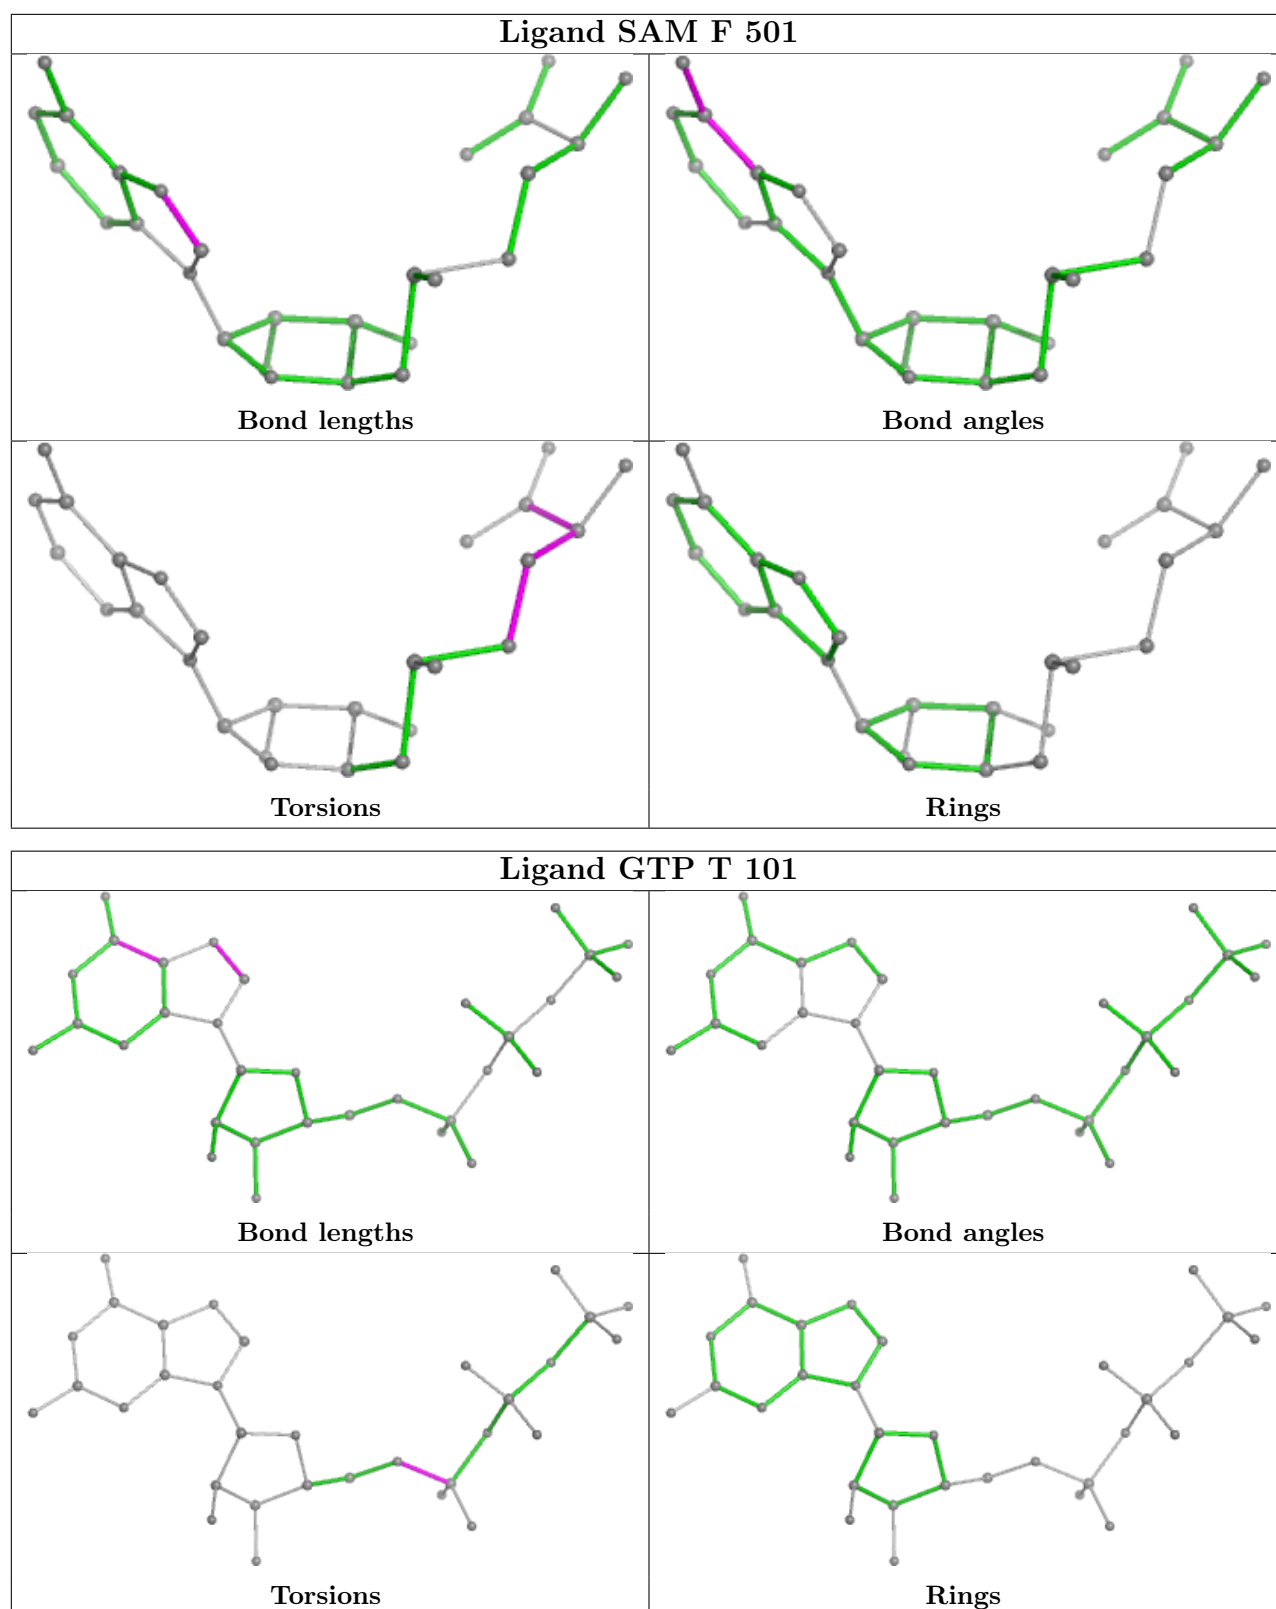 Ligand SAM F 501
Bond lengths
Bond angles
Torsions
Rings
Ligand GTP T 101
Bond lengths
Bond angles
Torsions
Rings